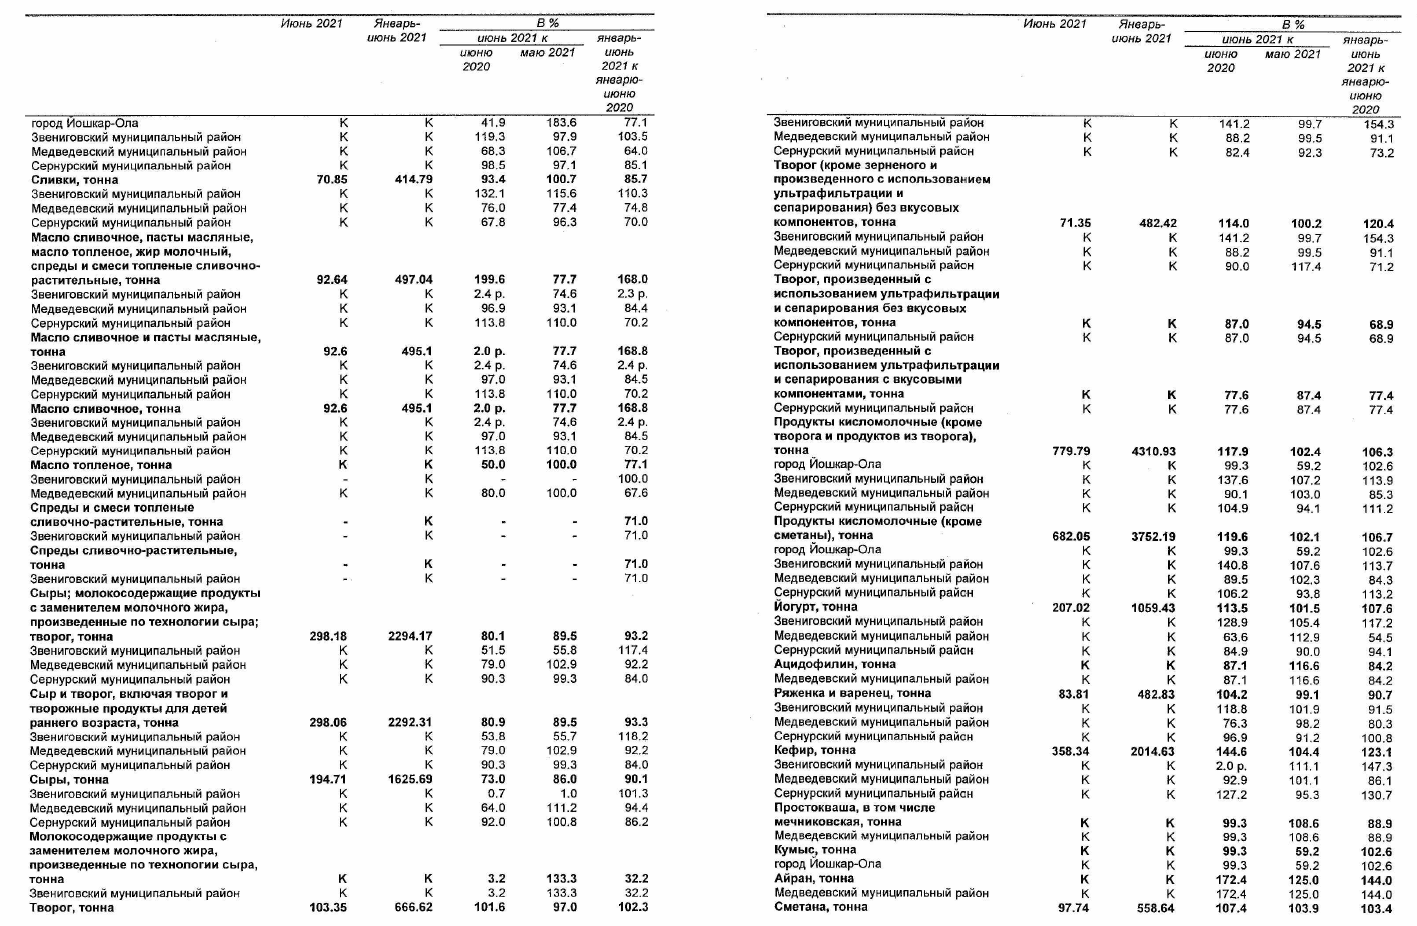 Июнь 2021 Январь- В %
июнь 2021 июнь 2021 к январь-
июню маю 2021 июнь
2020 2021 к
январю-
июню
2020
город Йошкар-Ола К К 41.9 183.6 77.1
Звениговский муниципальный район К К 119.3 97.9 103.5
Медведевский муниципальный район К К 68.3 106.7 64.0
Сернурский муниципальный район К К 98.5 97.1 85.1
Сливки, тонна 70.85 414.79 93.4 100.7 85.7
Звениговский муниципальный район К К 132.1 115.6 110.3
Медведевский муниципальный район К К 76.0 77.4 74.8
Сернурский муниципальный район К К 67.8 96.3 70.0
Масло сливочное, пасты масляные,
масло топленое, жир молочный,
спреды и смеси топленые сливочно-
растительные, тонна 92.64 497.04 199.6 77.7 168.0
Звениговский муниципальный район К К 2.4 р. 74.6 2.3 р.
Медведевский муниципальный район К К 96.9 93.1 84.4
Сернурский муниципальный район К К 113.8 110.0 70.2
Масло сливочное и пасты масляные,
тонна 92.6 495.1 2.0 р. 77.7 168.8
Звениговский муниципальный район К К 2.4 р. 74.6 2.4 р.
Медведевский муниципальный район К К 97.0 93.1 84.5
Сернурский муниципальный район К К 113.8 110.0 70.2
Масло сливочное, тонна 92.6 495.1 2.0 р. 77.7 168.8
Звениговский муниципальный район К К 2.4 р. 74.6 2.4 р.
Медведевский муниципальный район К К 97.0 93.1 84.5
Сернурский муниципальный район К К 113.8 110.0 70.2
Масло топленое, тонна К К 50.0 100.0 77.1
Звениговский муниципальный район - К - - 100.0
Медведевский муниципальный район К К 80.0 100.0 67.6
Спреды и смеси топленые
сливочно-растительные, тонна - К - - 71.0
Звениговский муниципальный район - К - - 71.0
Спреды сливочно-растительные,
тонна - К - - 71.0
Звениговский муниципальный район - К - - 71.0
Сыры; молокосодержащие продукты
с заменителем молочного жира,
произведенные по технологии сыра;
творог, тонна 298.18 2294.17 80.1 89.5 93.2
Звениговский муниципальный район К К 51.5 55.8 117.4
Медведевский муниципальный район К К 79.0 102.9 92.2
Сернурский муниципальный район К К 90.3 99.3 84.0
Сыр и творог, включая творог и
творожные продукты для детей
раннего возраста, тонна 298.06 2292.31 80.9 89.5 93.3
Звениговский муниципальный район К К 53.8 55.7 118.2
Медведевский муниципальный район К К 79.0 102.9 92.2
Сернурский муниципальный район К К 90.3 99.3 84.0
Сыры, тонна 194.71 1625.69 73.0 86.0 90.1
Звениговский муниципальный район К К 0.7 1.0 101.3
Медведевский муниципальный район К К 64.0 111.2 94.4
Сернурский муниципальный район К К 92.0 100.8 86.2
Молокосодержащие продукты с
заменителем молочного жира,
произведенные по технологии сыра,
тонна К К 3.2 133.3 32.2
Звениговский муниципальный район К К 3.2 133.3 32.2
Творог, тонна 103.35 666.62 101.6 97.0 102.3
Июнь 2021 Январь- В %
июнь 2021 июнь 2021 к январь-
июню маю 2021 июнь
2020 2021 к
январю-
июню
2020
Звениговский муниципальный район К К 141.2 99.7 154.3
Медведевский муниципальный район К К 88.2 99.5 91.1
Сернурский муниципальный район К К 82.4 92.3 73.2
Творог (кроме зерненого и
произведенного с использованием
ультрафильтрации и
сепарирования) без вкусовых
компонентов, тонна 71.35 482.42 114.0 100.2 120.4
Звениговский муниципальный район К К 141.2 99.7 154.3
Медведевский муниципальный район К К 88.2 99.5 91.1
Сернурский муниципальный район К К 90.0 117.4 71.2
Творог, произведенный с
использованием ультрафильтрации
и сепарирования без вкусовых
компонентов, тонна К К 87.0 94.5 68.9
Сернурский муниципальный район К К 87.0 94.5 68.9
Творог, произведенный с
использованием ультрафильтрации
и сепарирования с вкусовыми
компонентами, тонна К К 77.6 87.4 77.4
Сернурский муниципальный район К К 77.6 87.4 77.4
Продукты кисломолочные (кроме
творога и продуктов из творога),
тонна 779.79 4310.93 117.9 102.4 106.3
город Йошкар-Ола К К 99.3 59.2 102.6
Звениговский муниципальный район К К 137.6 107.2 113.9
Медведевский муниципальный район К К 90.1 103.0 85.3
Сернурский муниципальный район К К 104.9 94.1 111.2
Продукты кисломолочные (кроме
сметаны), тонна 682.05 3752.19 119.6 102.1 106.7
город Йошкар-Ола К К 99.3 59.2 102.6
Звениговский муниципальный район К К 140.8 107.6 113.7
Медведевский муниципальный район К К 89.5 102.3 84.3
Сернурский муниципальный район К К 106.2 93.8 113.2
Йогурт, тонна 207.02 1059.43 113.5 101.5 107.6
Звениговский муниципальный район К К 128.9 105.4 117.2
Медведевский муниципальный район К К 63.6 112.9 54.5
Сернурский муниципальный район К К 84.9 90.0 94.1
Ацидофилин, тонна К К 87.1 116.6 84.2
Медведевский муниципальный район К К 87.1 116.6 84.2
Ряженка и варенец, тонна 83.81 482.83 104.2 99.1 90.7
Звениговский муниципальный район К К 118.8 101.9 91.5
Медведевский муниципальный район К К 76.3 98.2 80.3
Сернурский муниципальный район К К 96.9 91.2 100.8
Кефир, тонна 358.34 2014.63 144.6 104.4 123.1
Звениговский муниципальный район К К 2.0 р. 111.1 147.3
Медведевский муниципальный район К К 92.9 101.1 86.1
Сернурский муниципальный район К К 127.2 95.3 130.7
Простокваша, в том числе
мечниковская, тонна К К 99.3 108.6 88.9
Медведевский муниципальный район К К 99.3 108.6 88.9
Кумыс, тонна К К 99.3 59.2 102.6
город Йошкар-Ола К К 99.3 59.2 102.6
Айран, тонна К К 172.4 125.0 144.0
Медведевский муниципальный район К К 172.4 125.0 144.0
Сметана, тонна 97.74 558.64 107.4 103.9 103.4